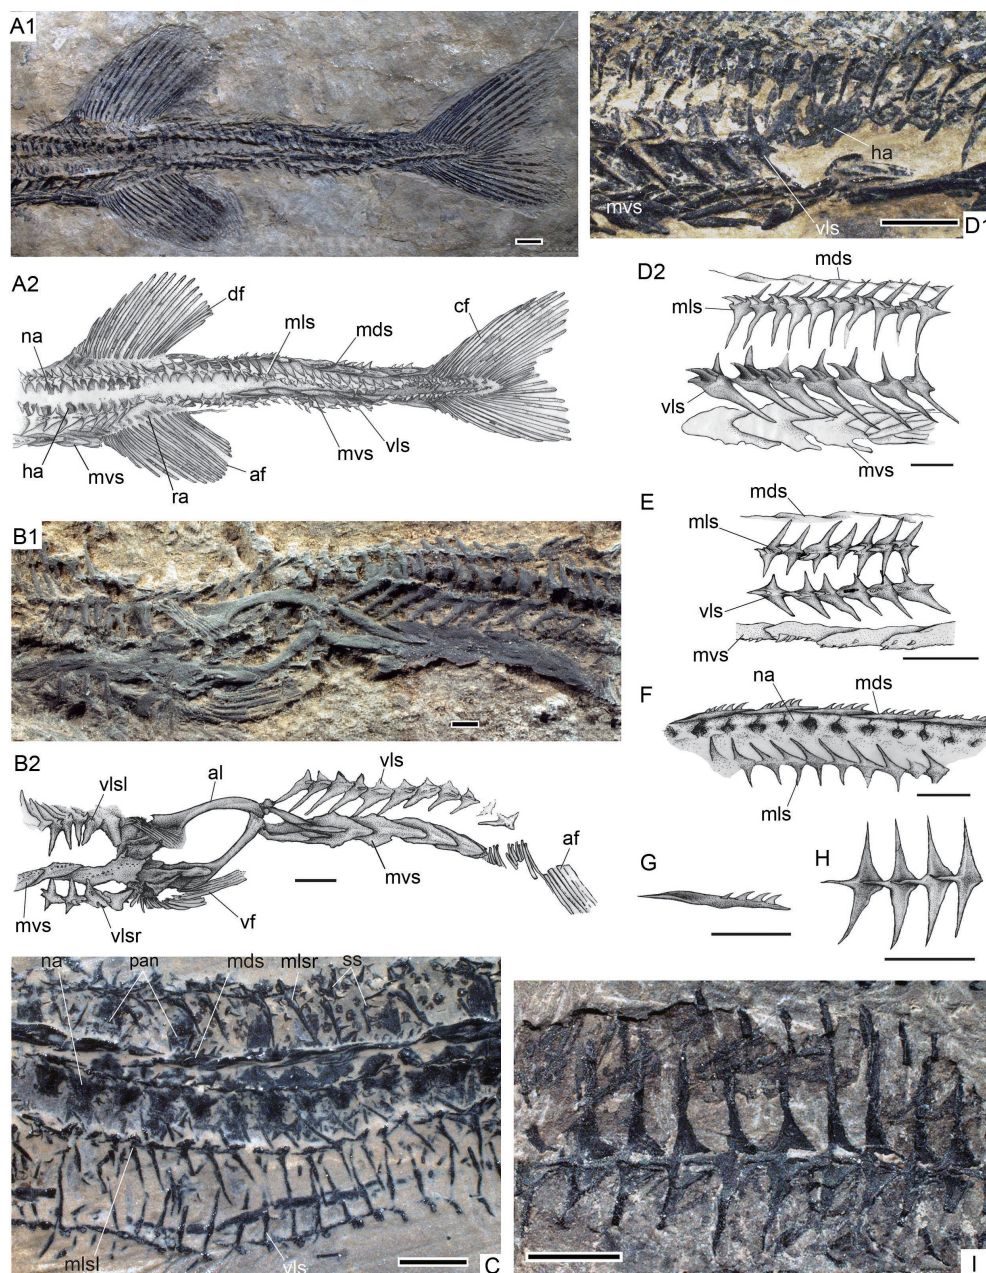 A1
ha
mvs
vls
D1
A2
df
cf
na
mls
mds
ha
mvs
ra
af
mvs
vls
D2
mds
mls
vls
mvs
B1
E
mds
mls
vls
mvs
F
na
mds
mls
B2
vlsl
al
vls
af
mvs
vlsr
vf
mvs
G
H
na
pan
mds
mlsr
ss
mlsl
vls
C
I